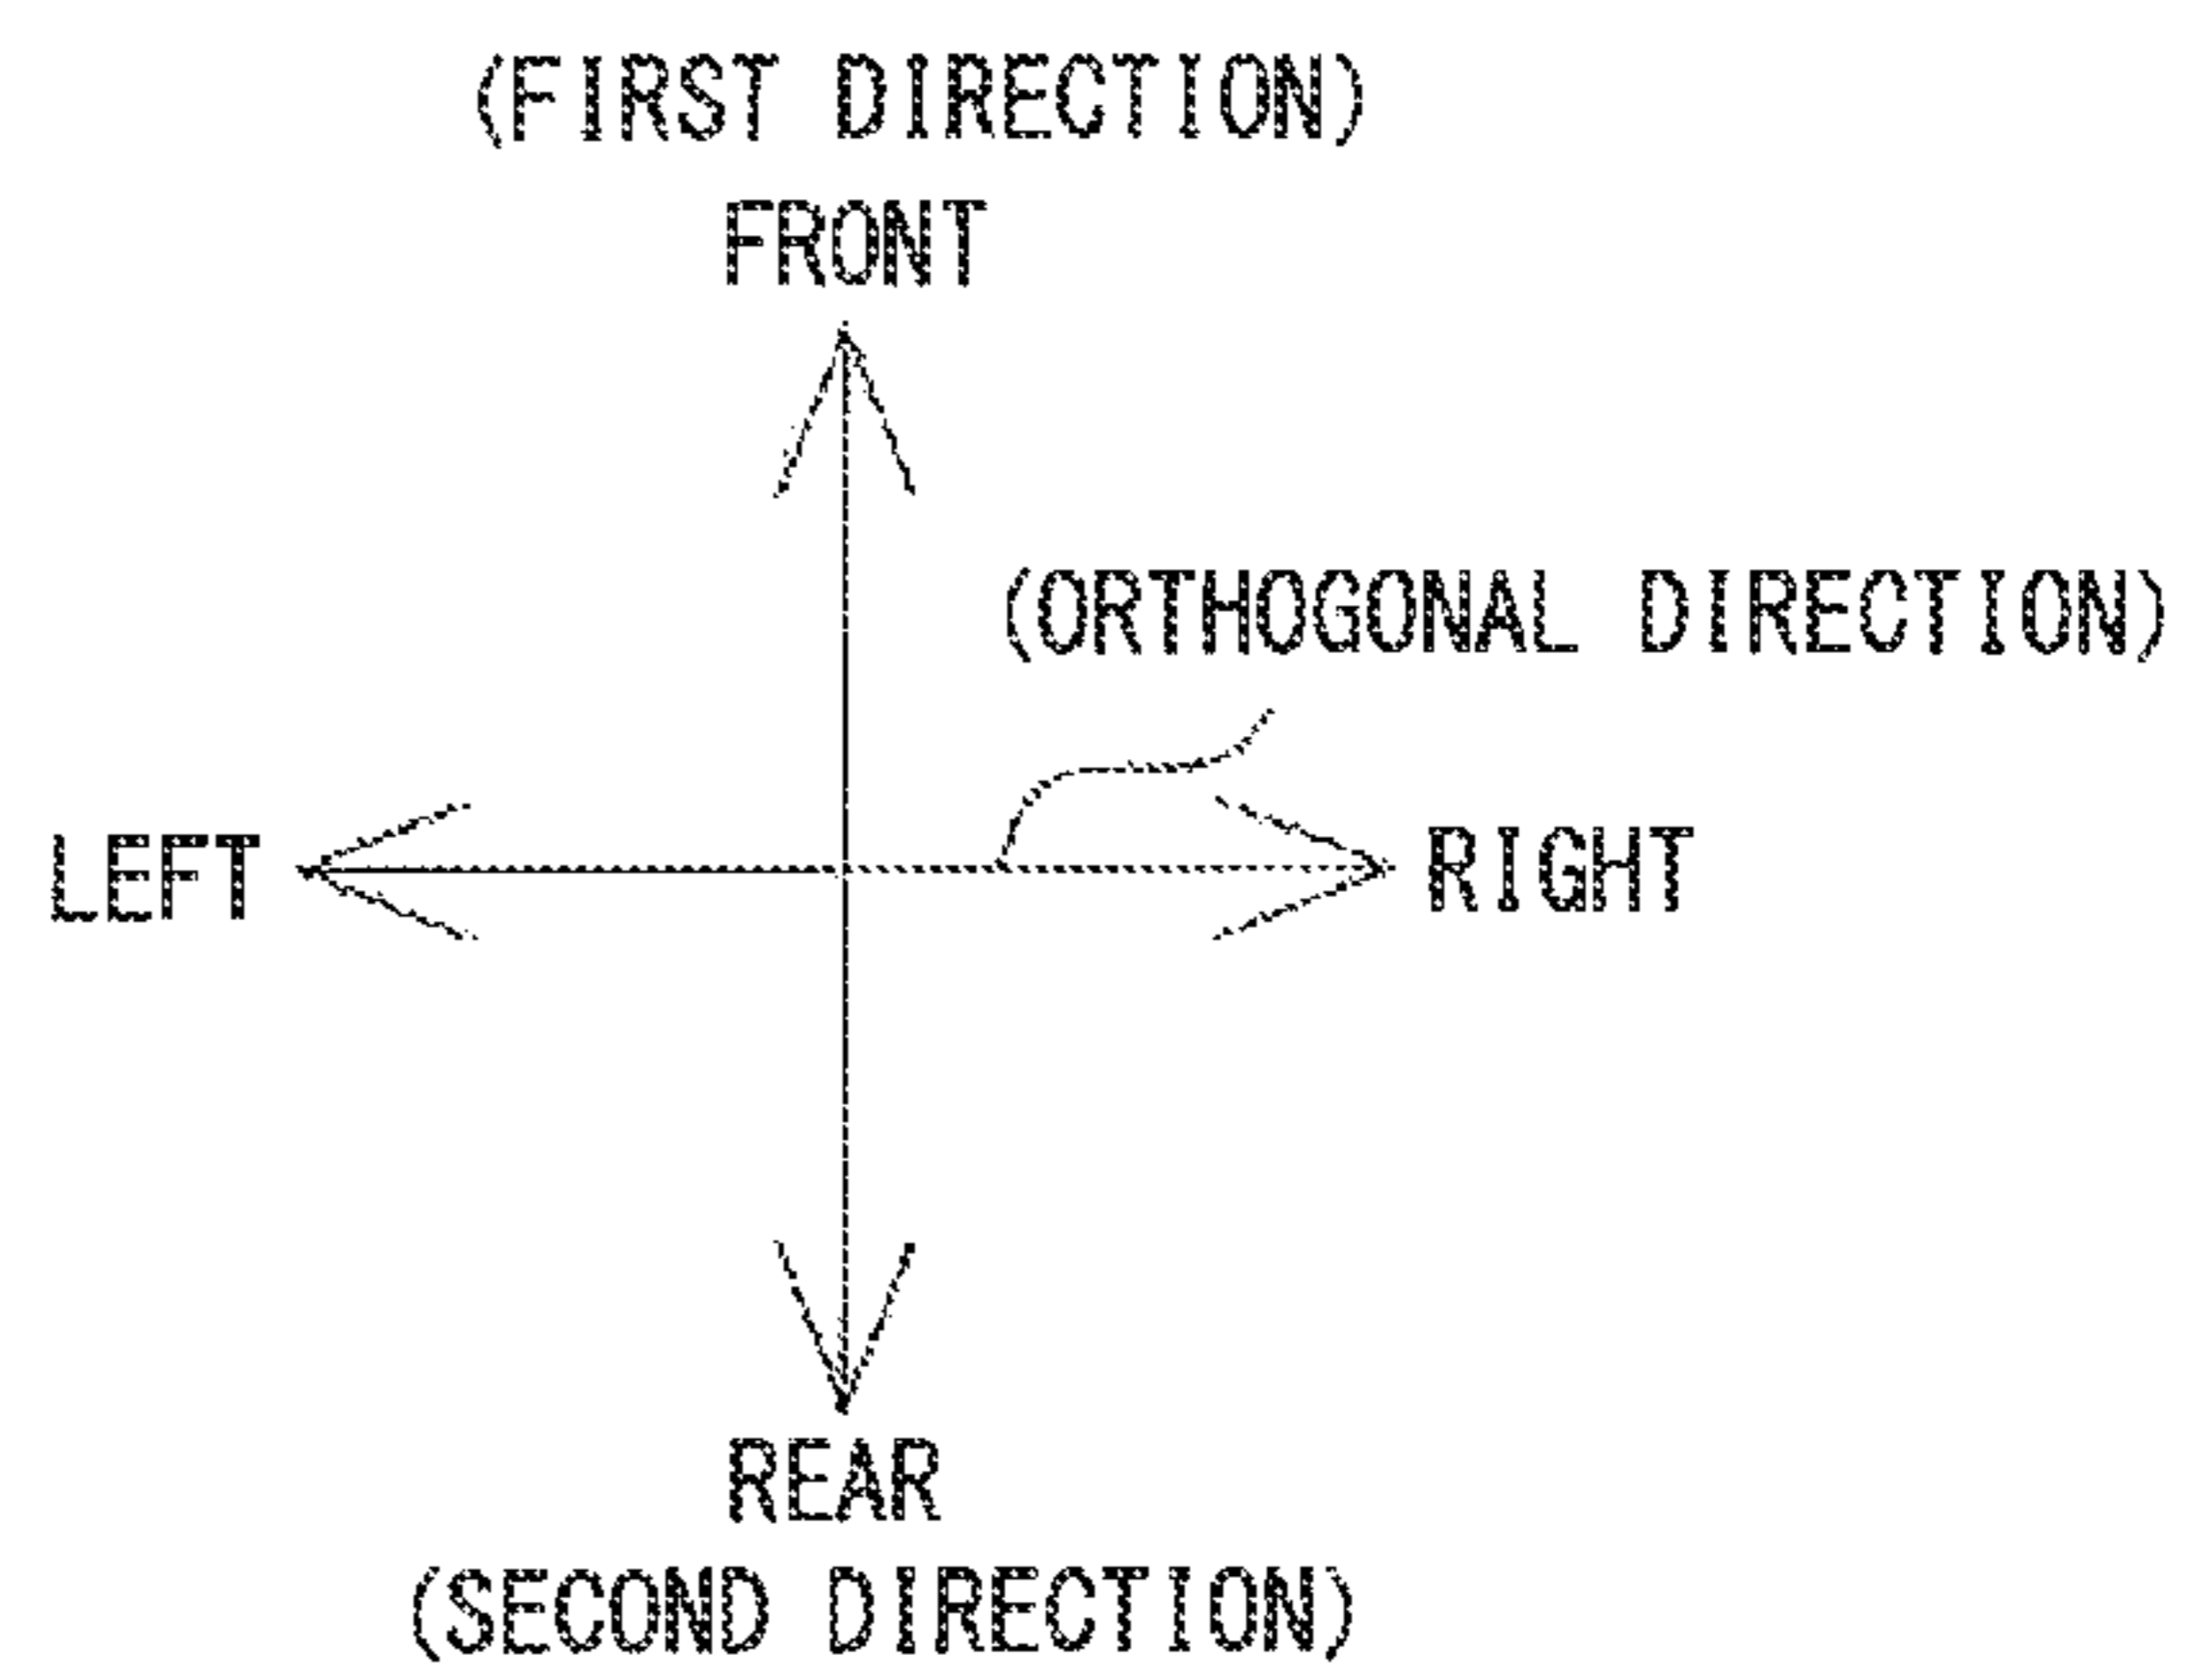 (FIRST DIRECTION)
FRONT
(ORTHOGONAL DIRECTION)
LEFT
RIGHT
REAR
(SECOND DIRECTION)